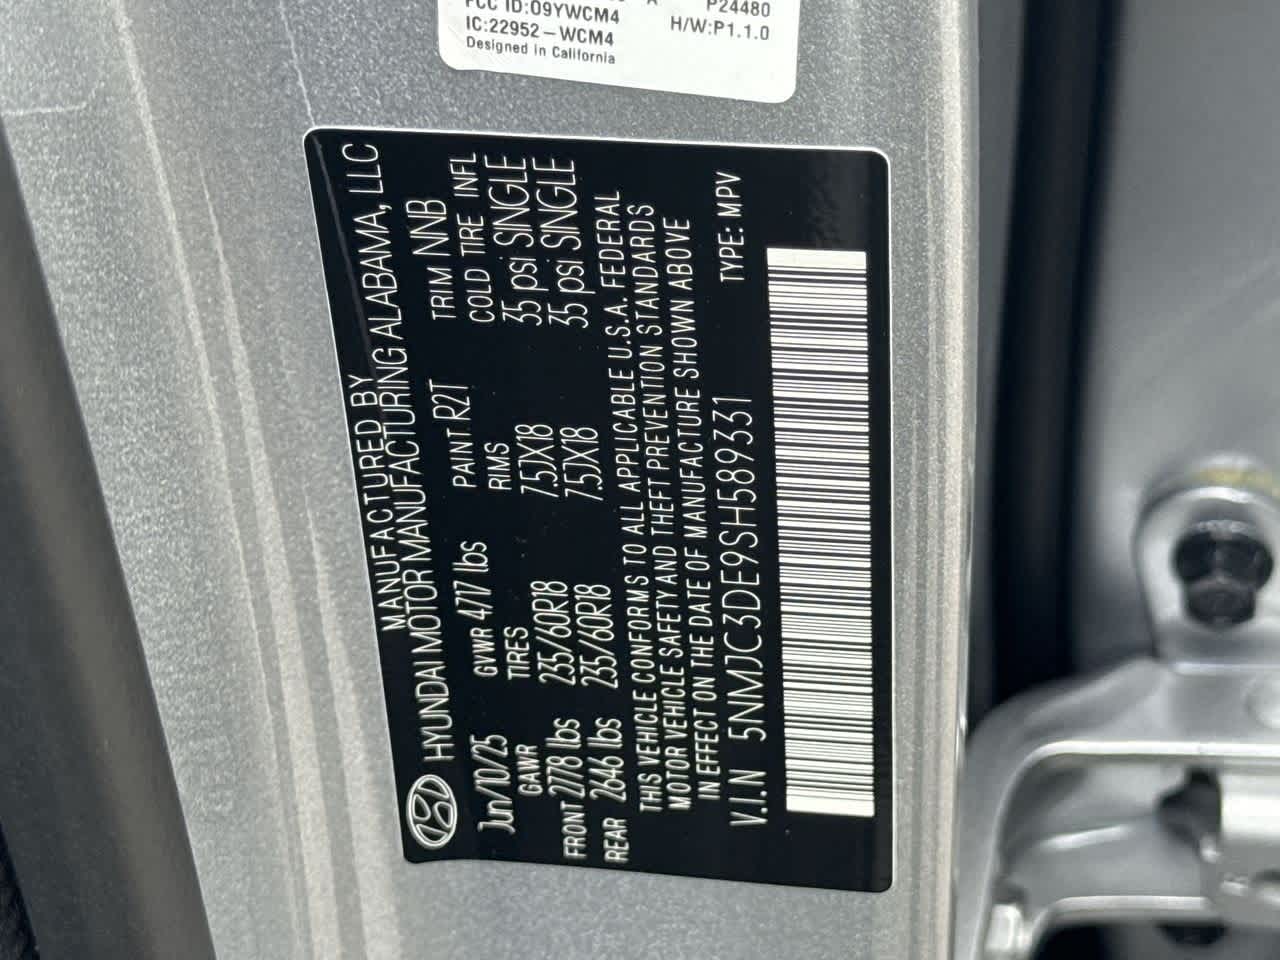 P24480
FCC ID:O9YWCM4
H/W:P1.1.0
IC:22952-WCM4
Designed in California
MANUFACTURED BY
HYUNDAI MOTOR MANUFACTURING ALABAMA, LLC
Jun/10/25 GVWR 4717 lbs PAINT R2T TRIM NNB
GAWR TIRES RIMS COLD TIRE INFL
FRONT 2778 lbs 235/60R18 7.5JX18 35 psi SINGLE
REAR 2646 lbs 235/60R18 7.5JX18 35 psi SINGLE
THIS VEHICLE CONFORMS TO ALL APPLICABLE U.S.A. FEDERAL
MOTOR VEHICLE SAFETY AND THEFT PREVENTION STANDARDS
IN EFFECT ON THE DATE OF MANUFACTURE SHOWN ABOVE
V.I.N 5NMJC3DE9SH589331 TYPE: MPV